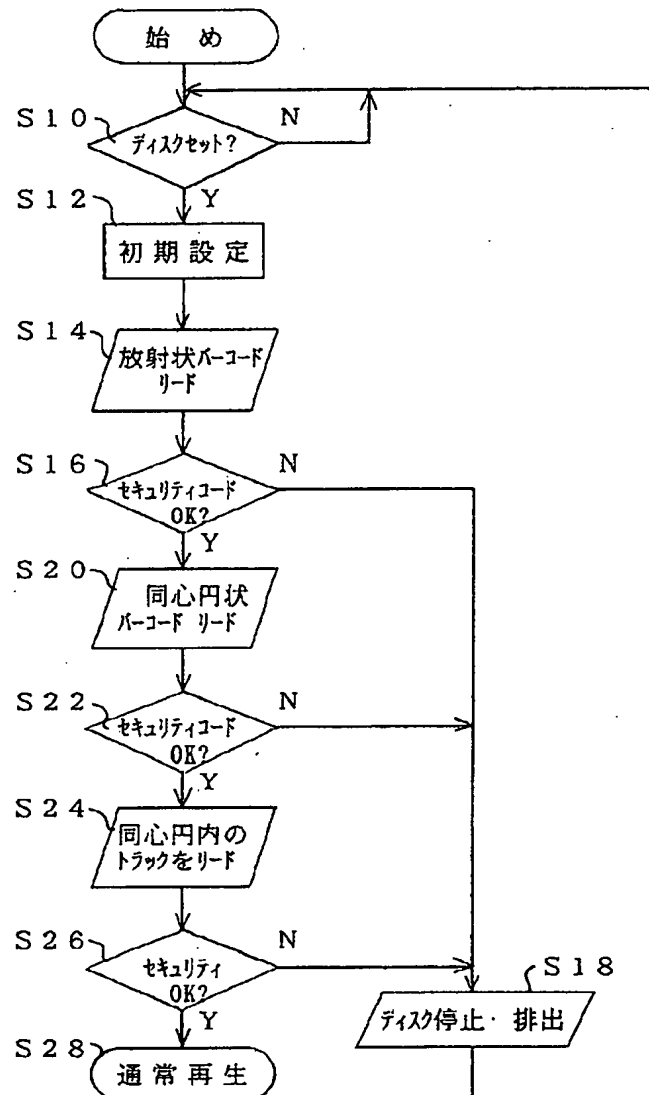 始 め
S10
ディスクセット?
N
Y
S12
初期設定
S14
放射状バーコード
リード
S16
セキュリティコード
OK?
N
Y
S20
同心円状
バーコード リード
S22
セキュリティコード
OK?
N
Y
S24
同心円内の
トラックをリード
S26
セキュリティ
OK?
N
Y
S18
ディスク停止・排出
S28
通常再生